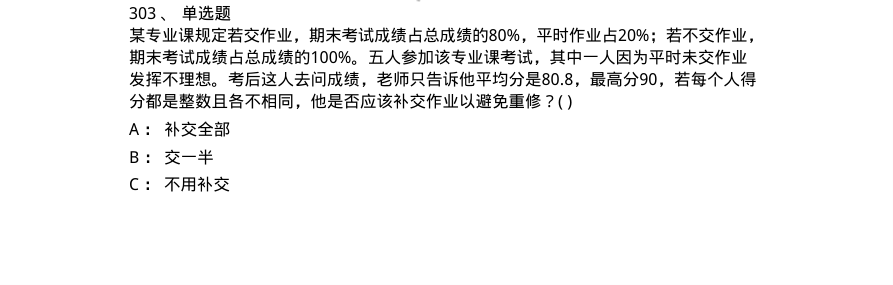 303 、 单选题
某专业课规定若交作业，期末考试成绩占总成绩的80%，平时作业占20%；若不交作业，
期末考试成绩占总成绩的100%。五人参加该专业课考试，其中一人因为平时未交作业
发挥不理想。考后这人去问成绩，老师只告诉他平均分是80.8，最高分90，若每个人得
分都是整数且各不相同，他是否应该补交作业以避免重修？( )
A ： 补交全部
B ： 交一半
C ： 不用补交